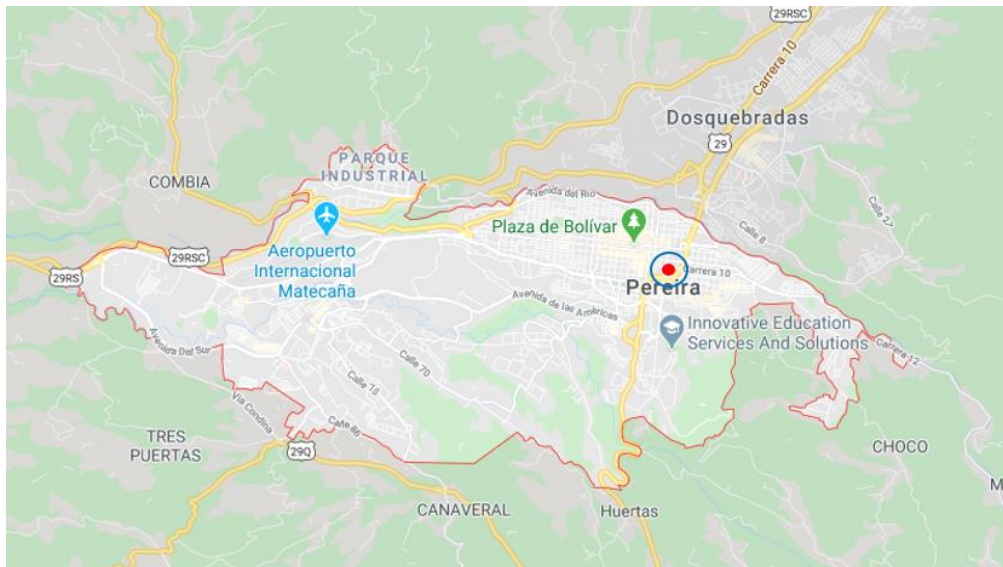 29RSC
Carrera 10
Dosquebradas
29
PARQUE
INDUSTRIAL
COMBIA
Avenida del Rio
Calle 27
Plaza de Bolívar
Calle 8
Aeropuerto
Internacional
Matecaña
29RSC
29RS
Carrera 10
Pereira
Avenida de las Américas
Innovative Education
Services And Solutions
Avenida Del Sur
Carrera 12
Calle 70
Calle 75
Vía Condina
Calle 86
TRES
PUERTAS
29Q
CHOCO
M
CANAVERAL
Huertas